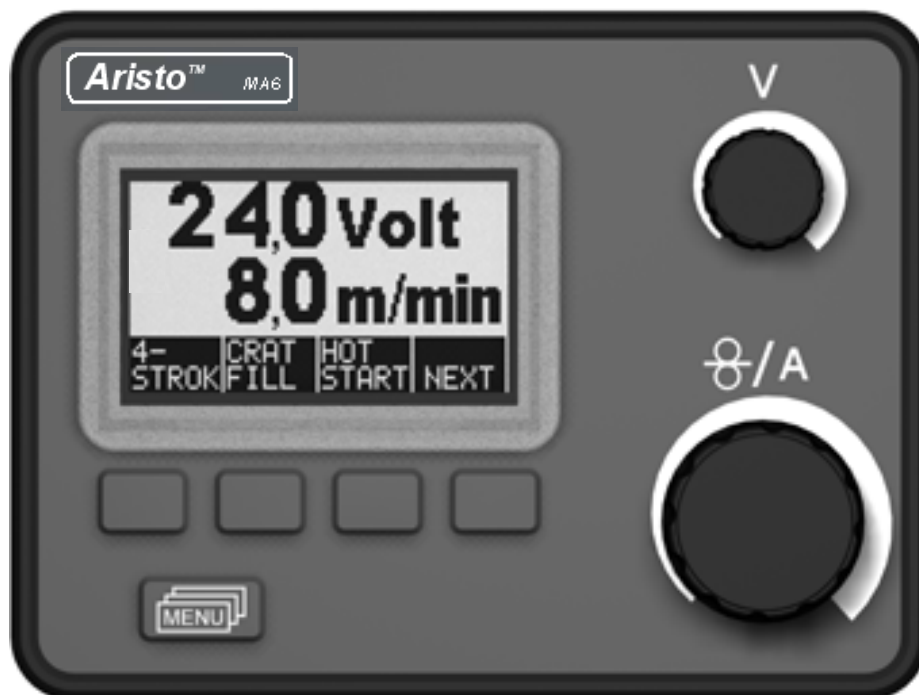 Aristo™ MA6
V
24,0 Volt
8,0 m/min
4-
STROK
CRAT
FILL
HOT
START
NEXT
/A
MENU